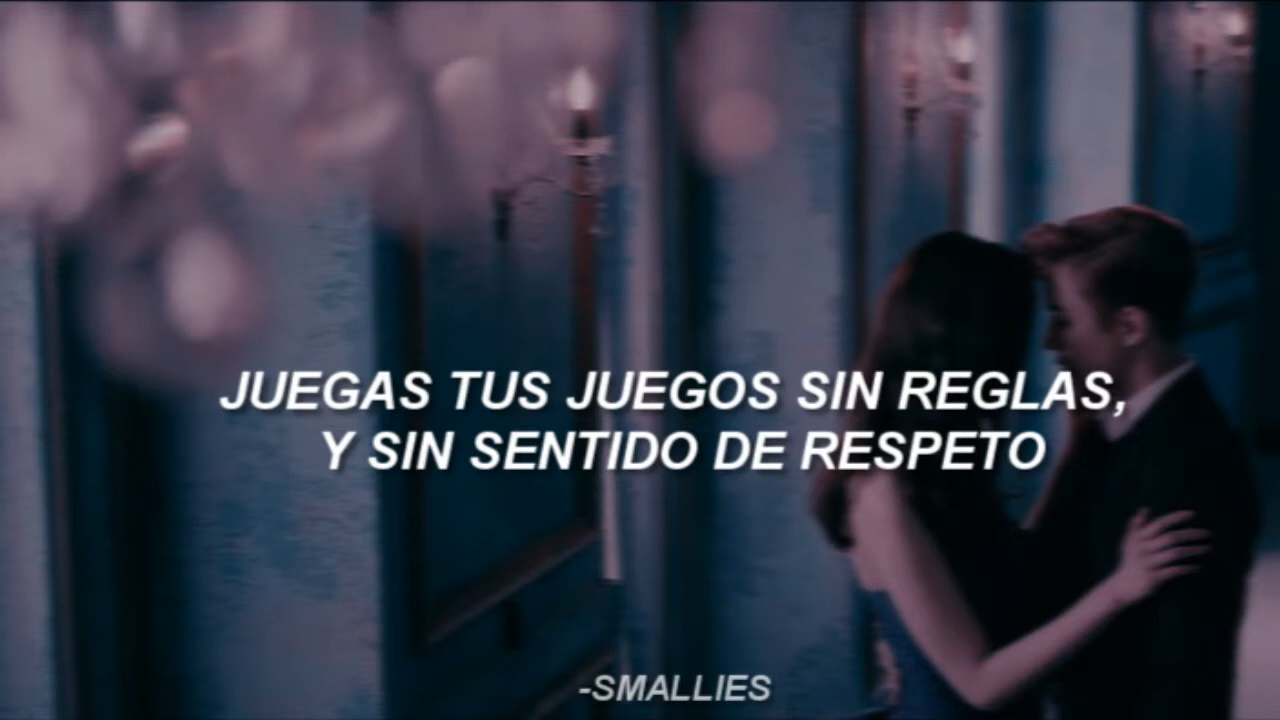 JUEGAS TUS JUEGOS SIN REGLAS,
Y SIN SENTIDO DE RESPETO
-SMALLIES